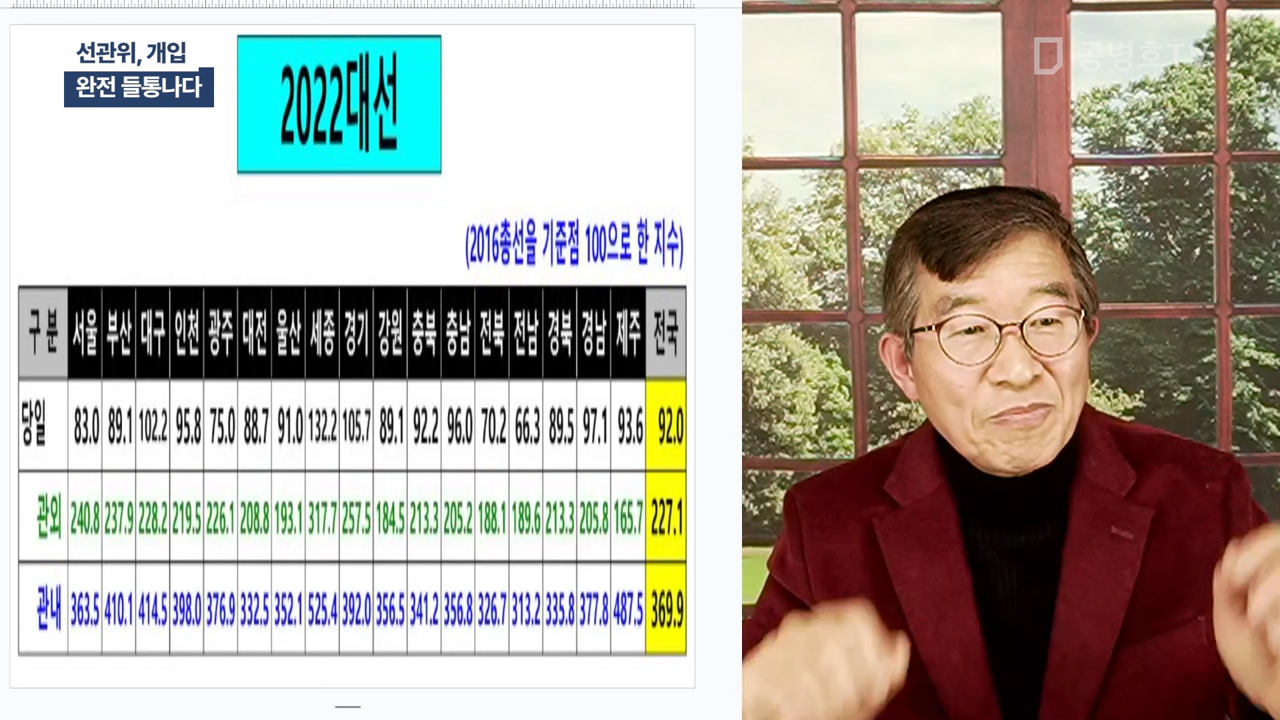 선관위, 개입
완전 들통나다
2022대선
(2016총선을 기준점 100으로 한 지수)
구 분 서울 부산 대구 인천 광주 대전 울산 세종 경기 강원 충북 충남 전북 전남 경북 경남 제주 전국
당일 83.0 89.1 102.2 95.8 75.0 88.7 91.0 132.2 105.7 89.1 92.2 96.0 70.2 66.3 89.5 97.1 93.6 92.0
관외 240.8 237.9 228.2 219.5 226.1 208.8 193.1 317.7 257.5 184.5 213.3 205.2 188.1 189.6 213.3 205.8 165.7 227.1
관내 363.5 410.1 414.5 398.0 376.9 332.5 352.1 525.4 392.0 356.5 341.2 356.8 326.7 313.2 335.8 377.8 487.5 369.9
공병호TV